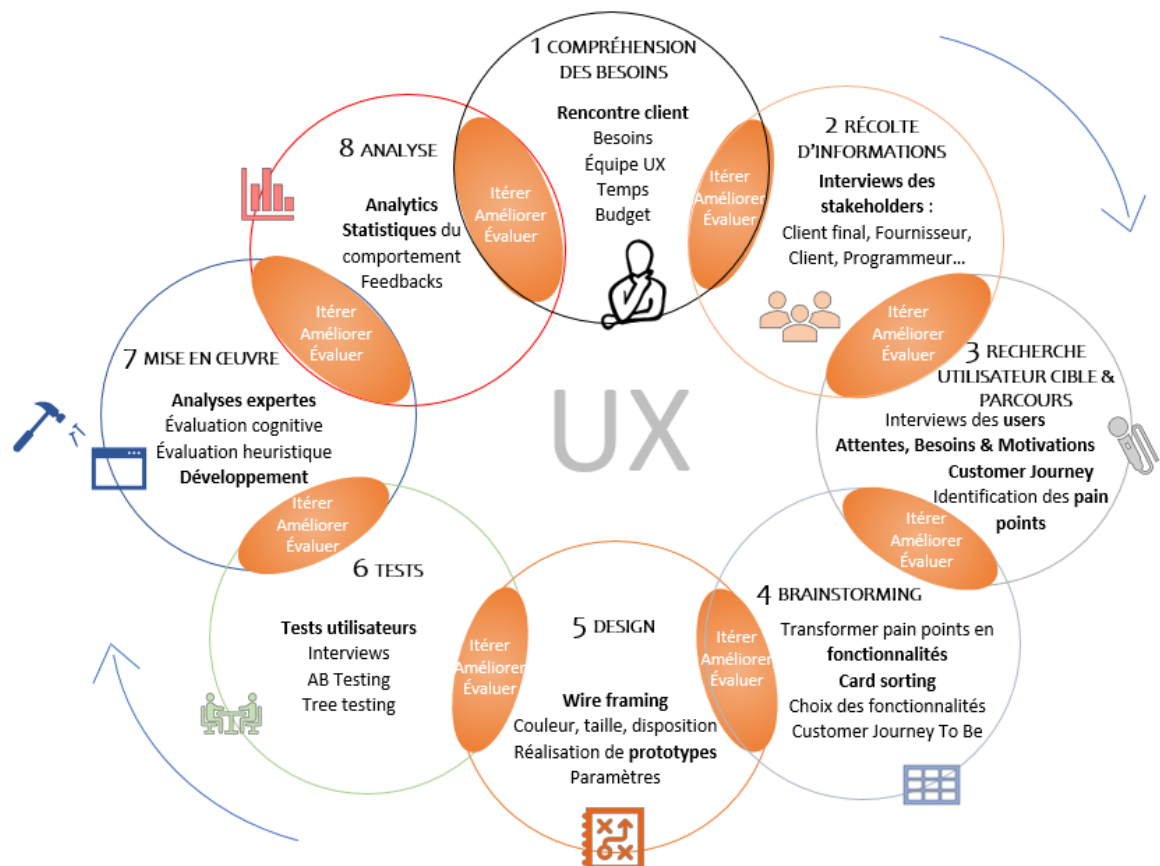 1 COMPRÉHENSION
DES BESOINS
Rencontre client
Besoins
Équipe UX
Temps
Budget
Itérer
Améliorer
Évaluer
2 RÉCOLTE
D'INFORMATIONS
Interviews des
stakeholders :
Client final, Fournisseur,
Client, Programmeur...
Itérer
Améliorer
Évaluer
3 RECHERCHE
UTILISATEUR CIBLE &
PARCOURS
Interviews des users
Attentes, Besoins & Motivations
Customer Journey
Identification des pain
points
Itérer
Améliorer
Évaluer
4 BRAINSTORMING
Transformer pain points en
fonctionnalités
Card sorting
Choix des fonctionnalités
Customer Journey To Be
Itérer
Améliorer
Évaluer
5 DESIGN
Wire framing
Couleur, taille, disposition
Réalisation de prototypes
Paramètres
Itérer
Améliorer
Évaluer
6 TESTS
Tests utilisateurs
Interviews
AB Testing
Tree testing
Itérer
Améliorer
Évaluer
7 MISE EN ŒUVRE
Analyses expertes
Évaluation cognitive
Évaluation heuristique
Développement
Itérer
Améliorer
Évaluer
8 ANALYSE
Analytics
Statistiques du
comportement
Feedbacks
Itérer
Améliorer
Évaluer
UX